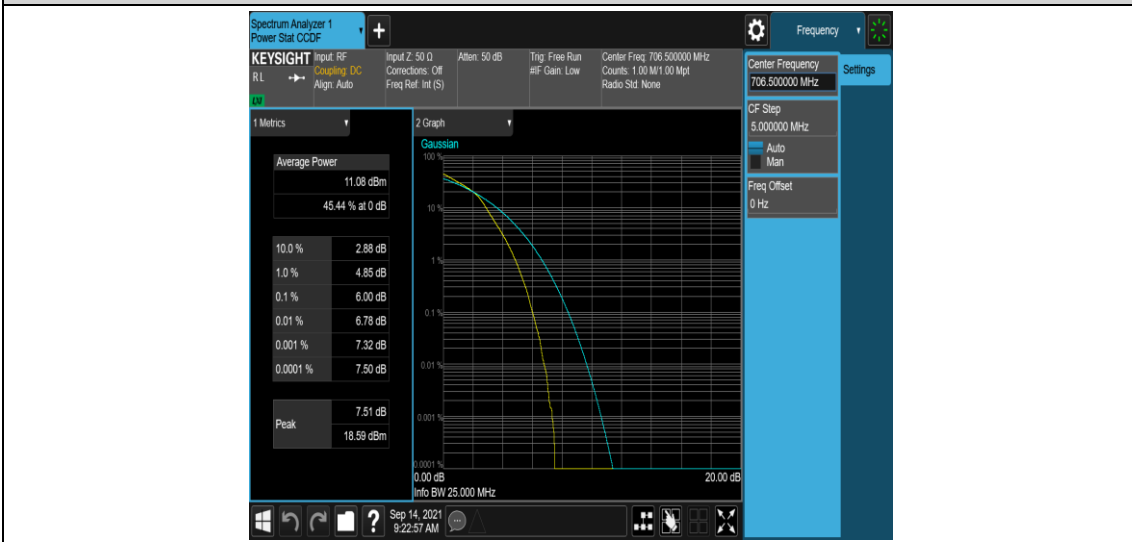 Spectrum Analyzer 1
Power Stat CCDF
+
Frequency
KEYSIGHT
Input: RF
Coupling: DC
Align: Auto
R L
LXI
Input Z: 50 Ω
Corrections: Off
Freq Ref: Int (S)
Atten: 50 dB
Trig: Free Run
#IF Gain: Low
Center Freq: 706.500000 MHz
Counts: 1.00 M/1.00 Mpt
Radio Std: None
Center Frequency
706.500000 MHz
Settings
CF Step
5.000000 MHz
Auto
Man
Freq Offset
0 Hz
1 Metrics
Average Power
11.08 dBm
45.44 % at 0 dB
10.0 % 2.88 dB
1.0 % 4.85 dB
0.1 % 6.00 dB
0.01 % 6.78 dB
0.001 % 7.32 dB
0.0001 % 7.50 dB
Peak
7.51 dB
18.59 dBm
2 Graph
Gaussian
100 %
10 %
1 %
0.1 %
0.01 %
0.001 %
0.0001 %
0.00 dB 20.00 dB
Info BW 25.000 MHz
?
Sep 14, 2021
9:22:57 AM